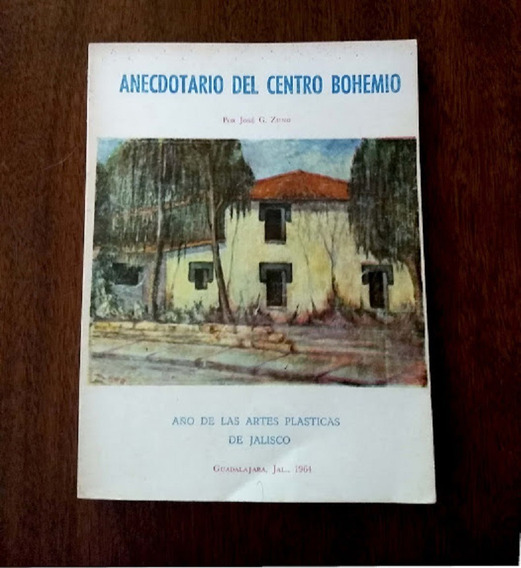 ANECDOTARIO DEL CENTRO BOHEMIO
Por José G. Zuno
AÑO DE LAS ARTES PLASTICAS
DE JALISCO
Guadalajara, Jal., 1964